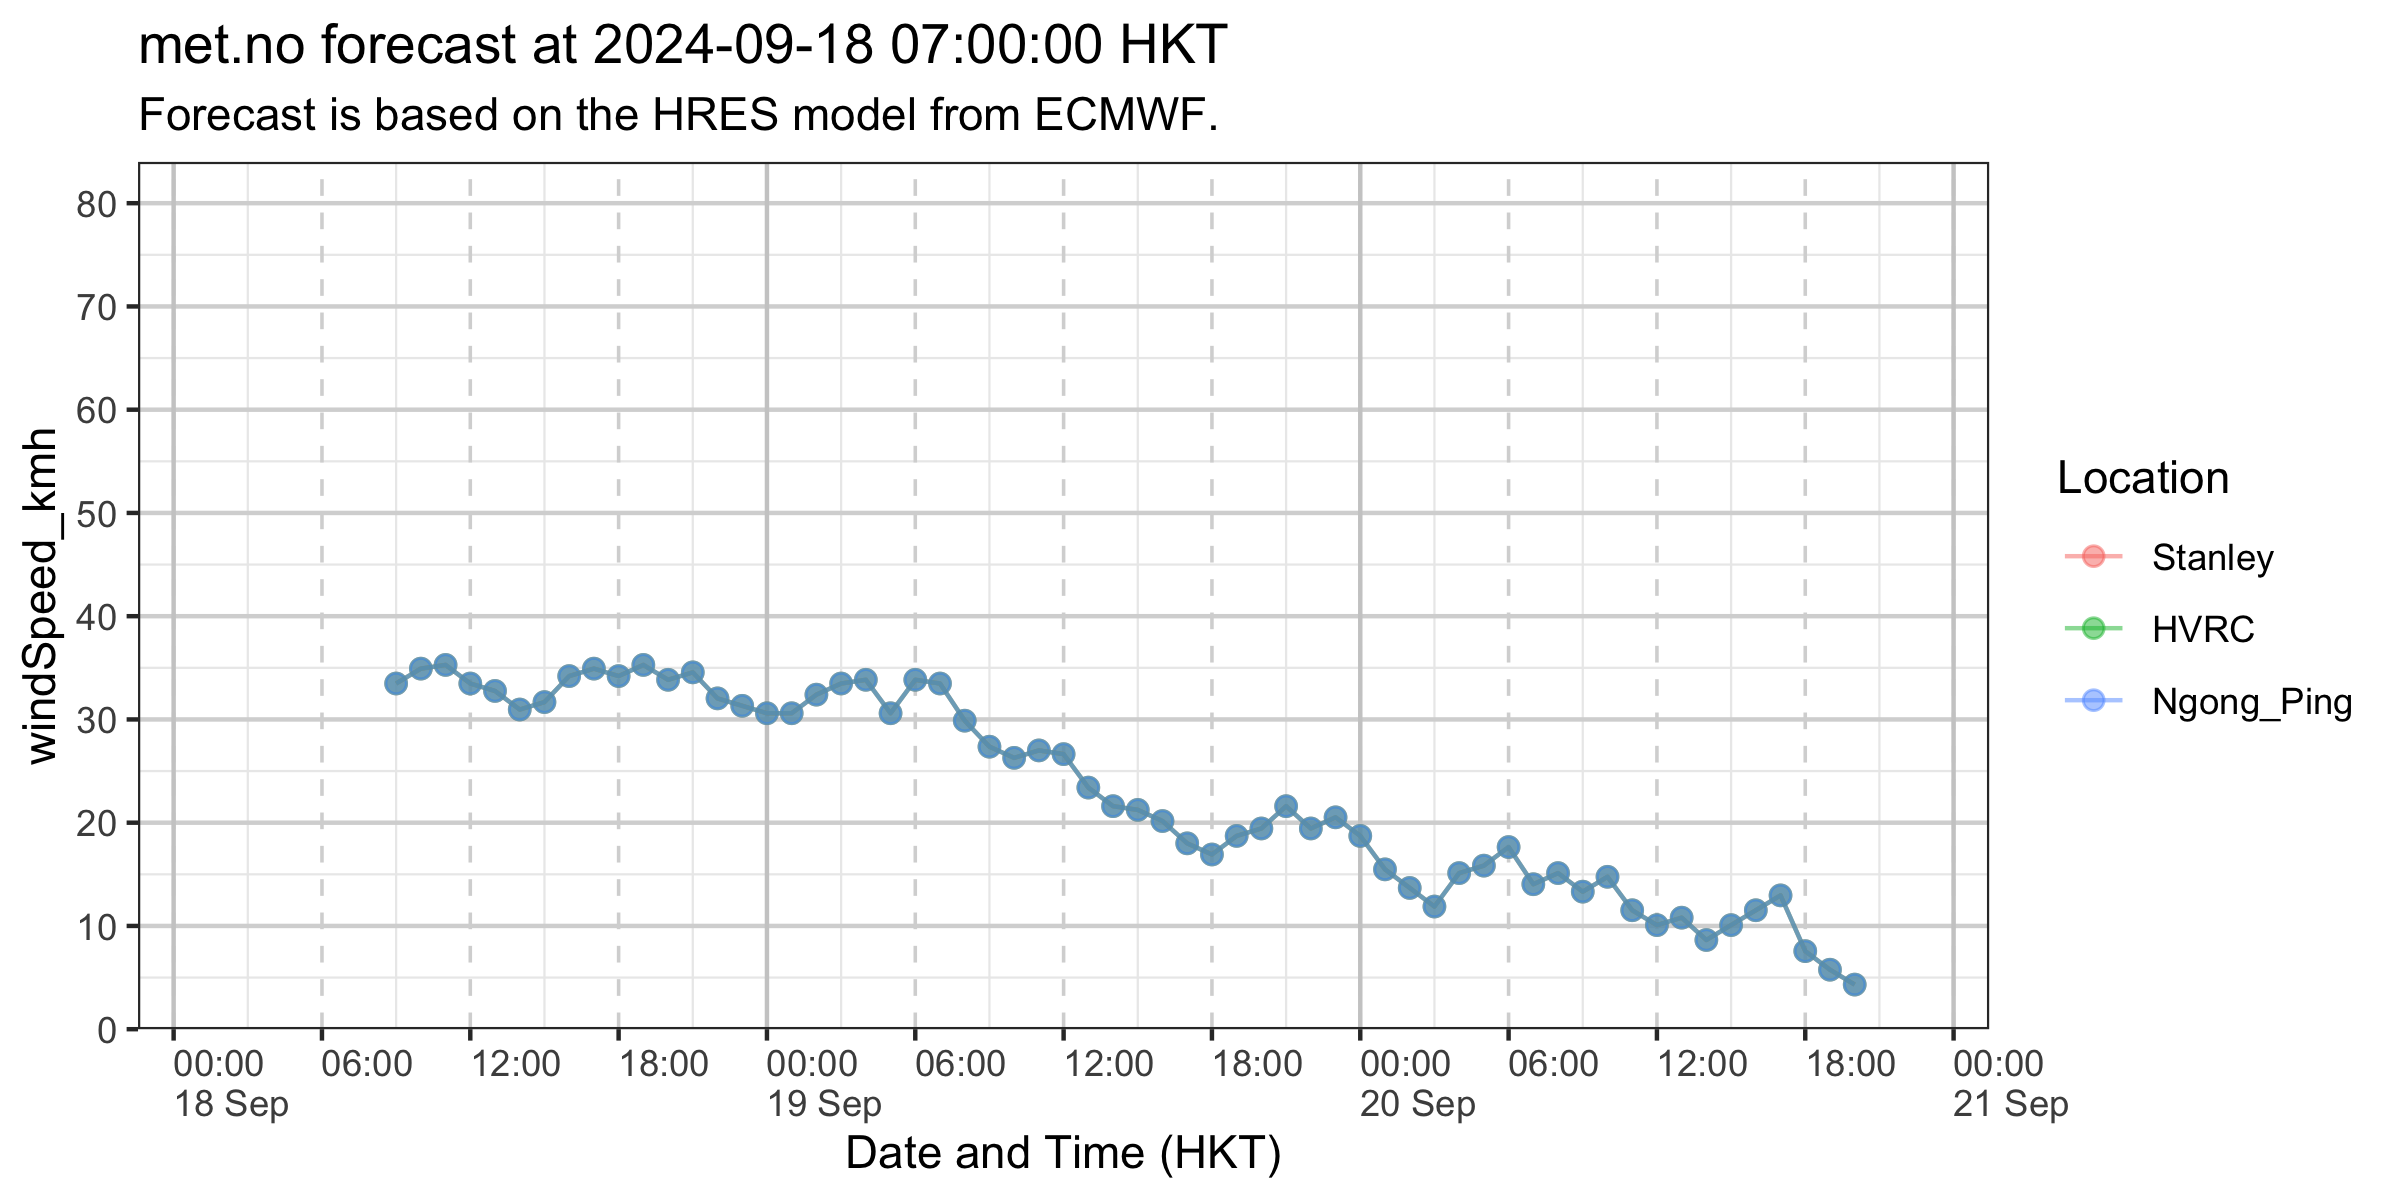 met.no forecast at 2024-09-18 07:00:00 HKT
Forecast is based on the HRES model from ECMWF.
windSpeed_kmh
80
70
60
50
40
30
20
10
0
00:00 06:00 12:00 18:00 00:00 06:00 12:00 18:00 00:00 06:00 12:00 18:00 00:00
18 Sep 19 Sep 20 Sep 21 Sep
Date and Time (HKT)
Location
Stanley
HVRC
Ngong_Ping